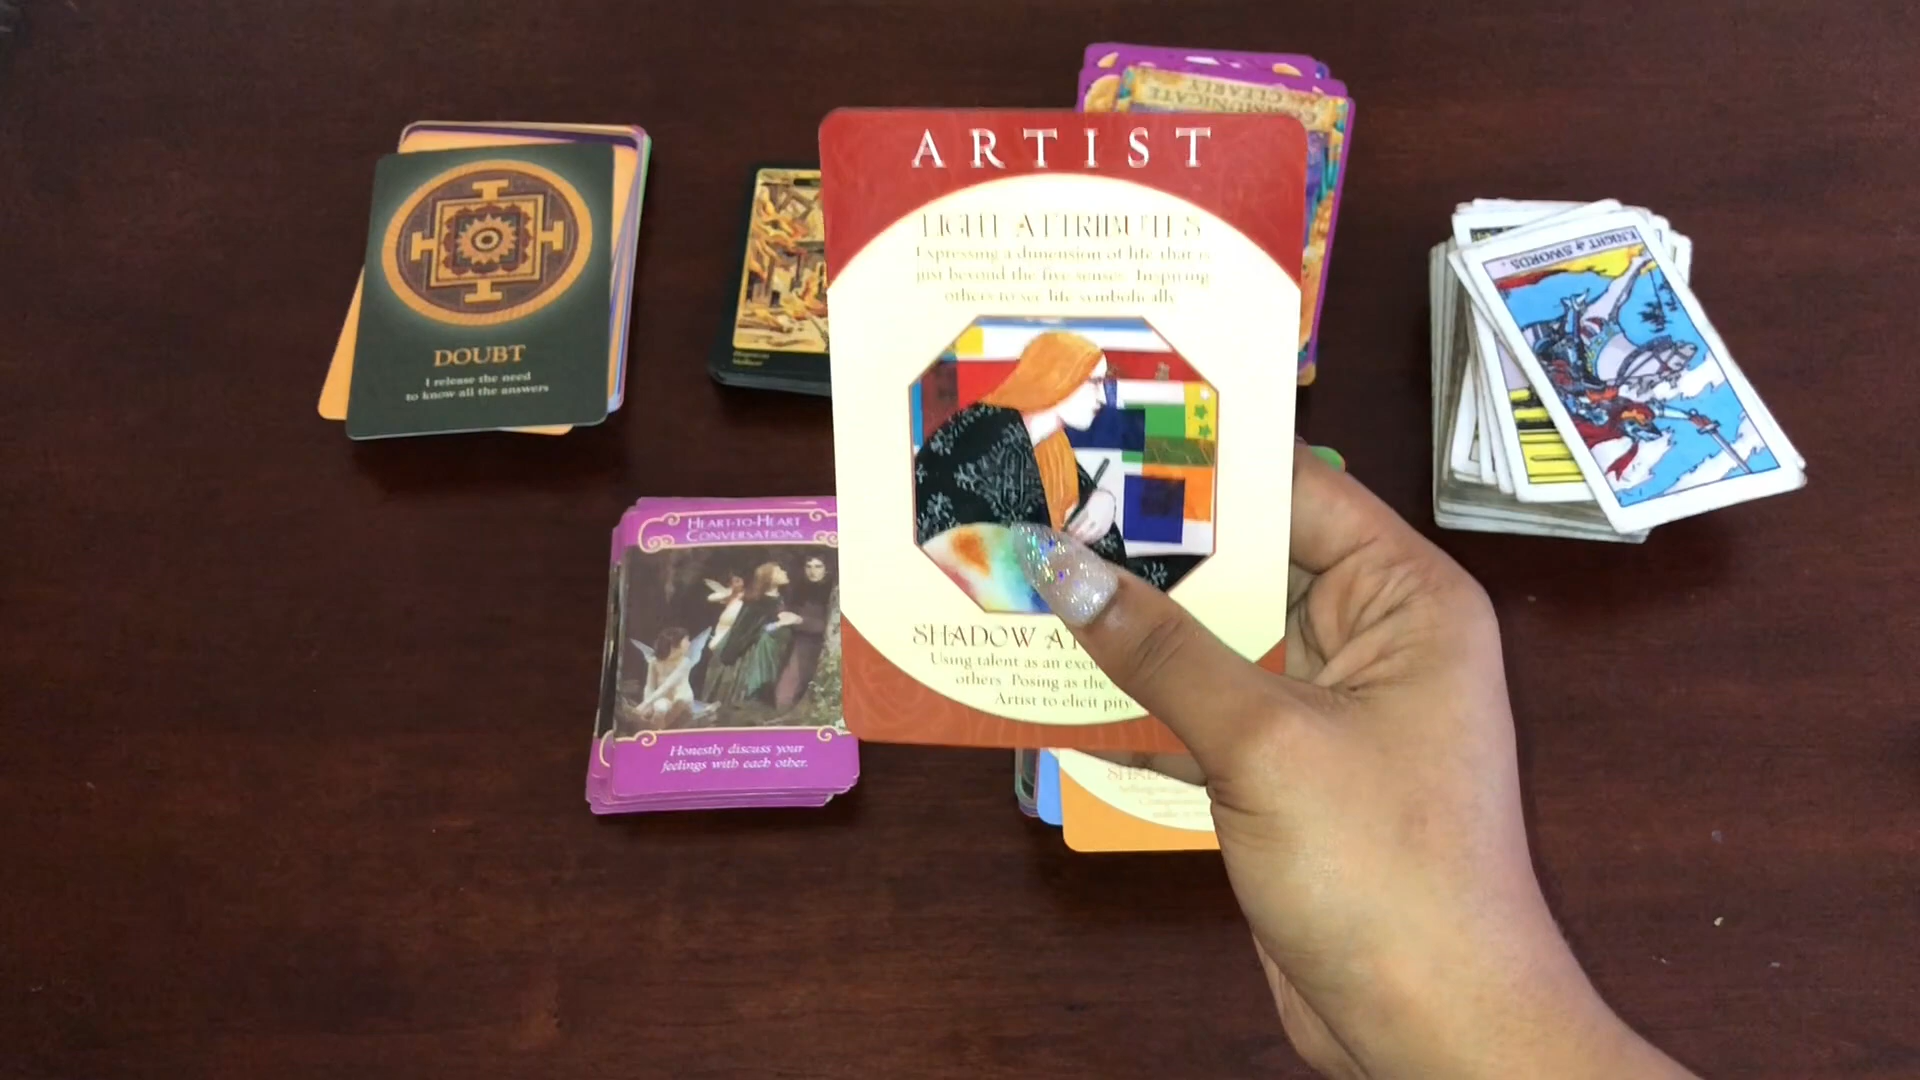 ARTIST
LIGHT ATTRIBUTES
Expressing a dimension of life that is
just beyond the five senses. Inspiring
others to see life symbolically.
SHADOW
Using talent as an
others. Posing as the
Artist to elicit pity
DOUBT
I release the need
to know all the answers
HEART-TO-HEART
CONVERSATIONS
Honestly discuss your
feelings with each other.
CLEARLY
KNIGHT of SWORDS.